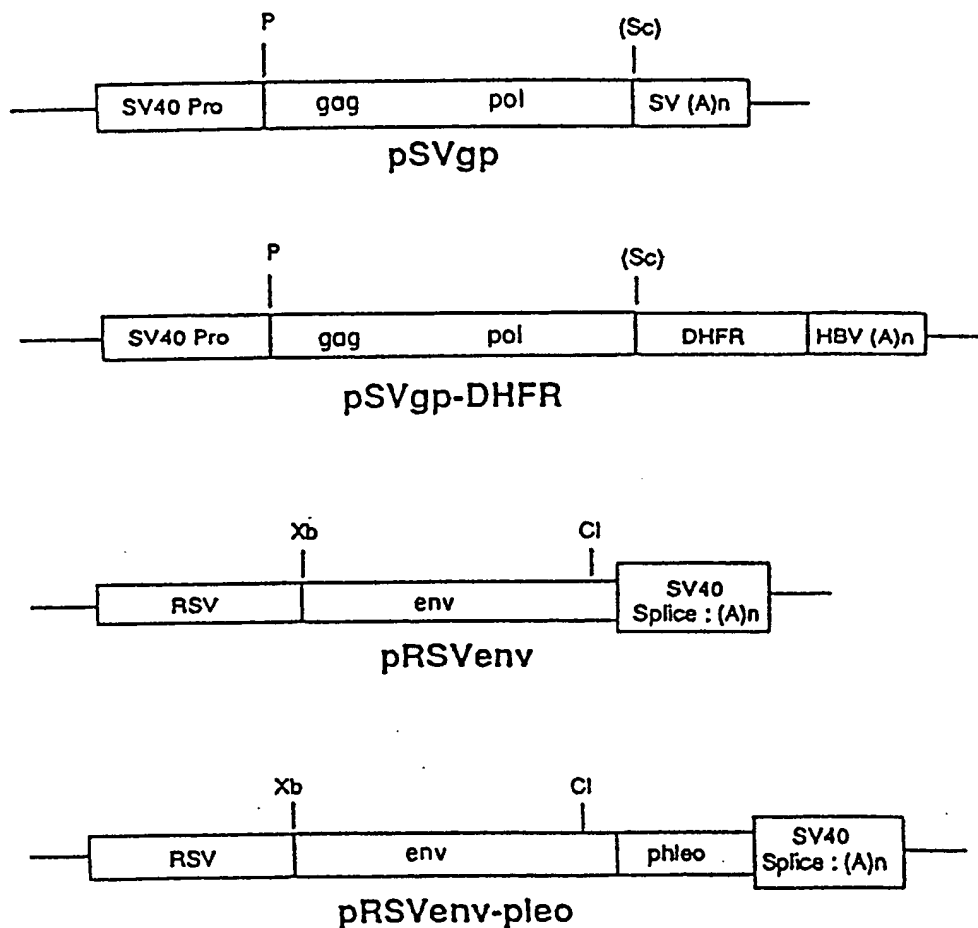 P (Sc)
SV40 Pro gag pol SV (A)n
pSVgp
P (Sc)
SV40 Pro gag pol DHFR HBV (A)n
pSVgp-DHFR
Xb Cl
RSV env SV40
Splice : (A)n
pRSVenv
Xb Cl
RSV env phleo SV40
Splice : (A)n
pRSVenv-pleo